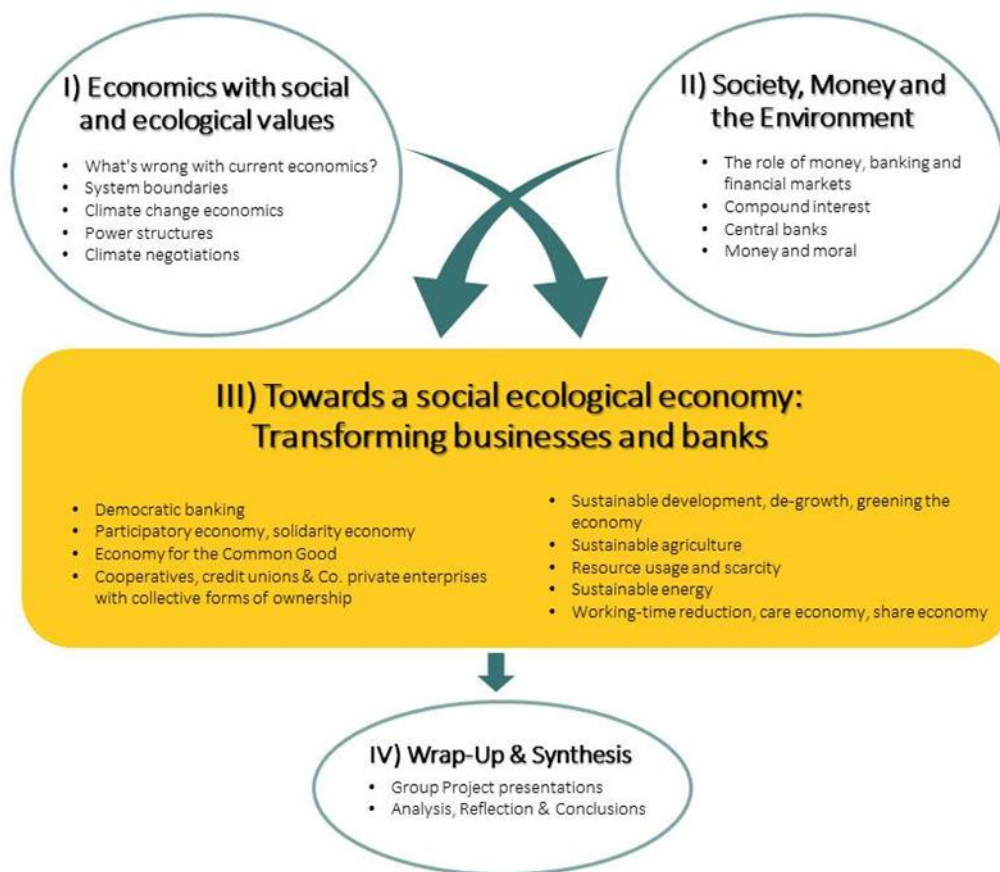 I) Economics with social
and ecological values
• What's wrong with current economics?
• System boundaries
• Climate change economics
• Power structures
• Climate negotiations
II) Society, Money and
the Environment
• The role of money, banking and
financial markets
• Compound interest
• Central banks
• Money and moral
III) Towards a social ecological economy:
Transforming businesses and banks
• Democratic banking
• Participatory economy, solidarity economy
• Economy for the Common Good
• Cooperatives, credit unions & Co. private enterprises
with collective forms of ownership
• Sustainable development, de-growth, greening the
economy
• Sustainable agriculture
• Resource usage and scarcity
• Sustainable energy
• Working-time reduction, care economy, share economy
IV) Wrap-Up & Synthesis
• Group Project presentations
• Analysis, Reflection & Conclusions